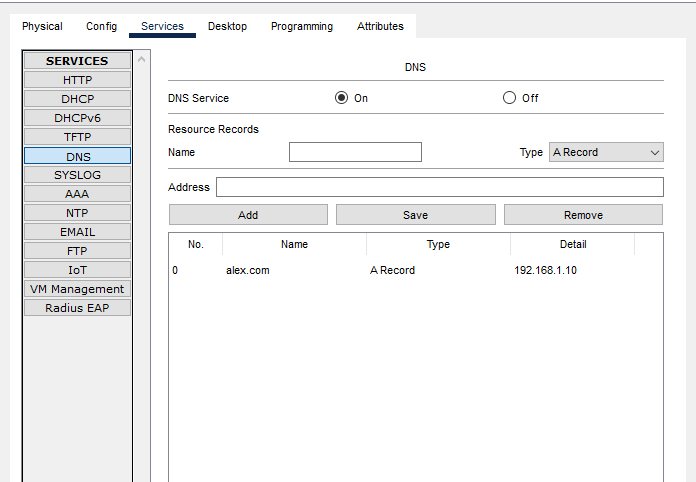 Physical Config Services Desktop Programming Attributes
SERVICES
HTTP
DHCP
DHCPv6
TFTP
DNS
SYSLOG
AAA
NTP
EMAIL
FTP
IoT
VM Management
Radius EAP
DNS
DNS Service On Off
Resource Records
Name Type A Record
Address
Add Save Remove
No. Name Type Detail
0 alex.com A Record 192.168.1.10